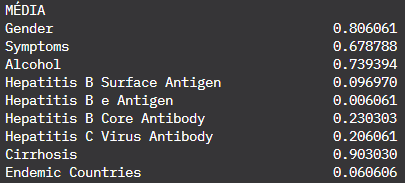 MÉDIA
Gender 0.806061
Symptoms 0.678788
Alcohol 0.739394
Hepatitis B Surface Antigen 0.096970
Hepatitis B e Antigen 0.006061
Hepatitis B Core Antibody 0.230303
Hepatitis C Virus Antibody 0.206061
Cirrhosis 0.903030
Endemic Countries 0.060606